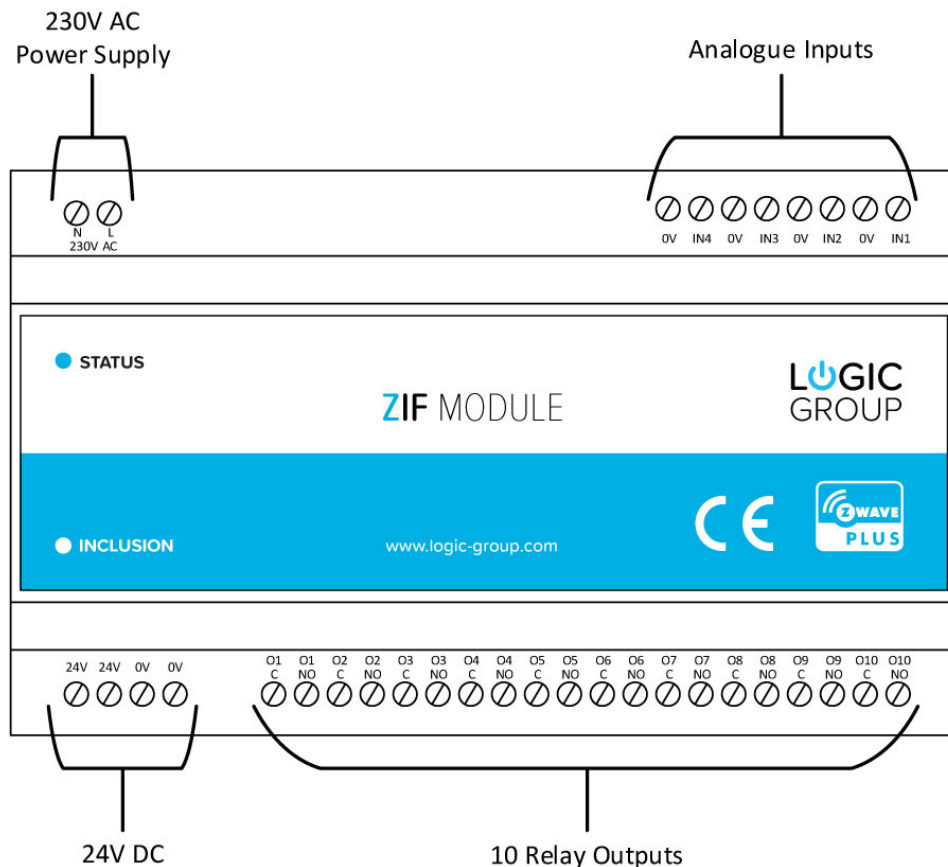 230V AC
Power Supply
Analogue Inputs
N L
230V AC
0V IN4 0V IN3 0V IN2 0V IN1
STATUS
ZIF MODULE
LOGIC
GROUP
INCLUSION
www.logic-group.com
CE
Z WAVE
PLUS
24V 24V 0V 0V
O1 O1 O2 O2 O3 O3 O4 O4 O5 O5 O6 O6 O7 O7 O8 O8 O9 O9 O10 O10
C NO C NO C NO C NO C NO C NO C NO C NO C NO C NO
24V DC
10 Relay Outputs